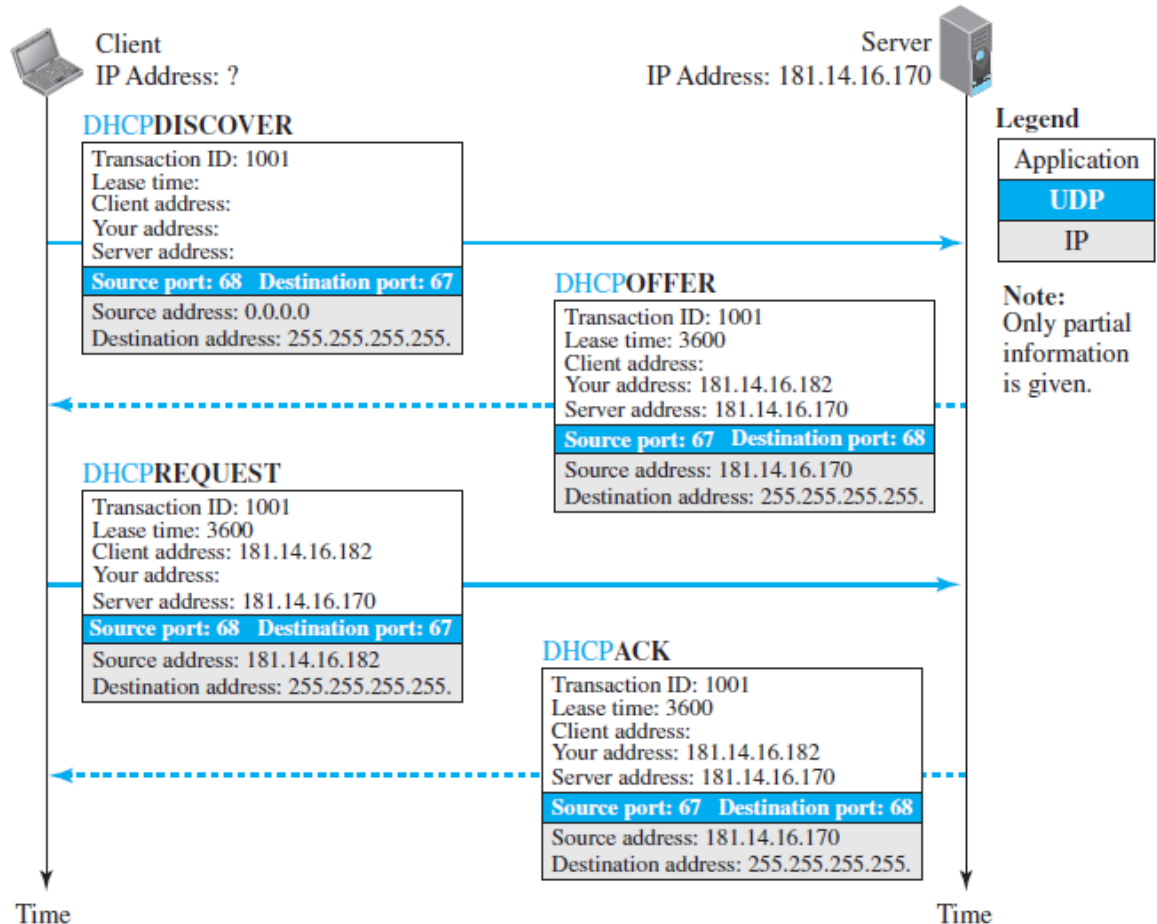 Client
IP Address: ?
Server
IP Address: 181.14.16.170
Legend
Application
UDP
IP
Note:
Only partial
information
is given.
DHCPDISCOVER
Transaction ID: 1001
Lease time:
Client address:
Your address:
Server address:
Source port: 68 Destination port: 67
Source address: 0.0.0.0
Destination address: 255.255.255.255.
DHCPOFFER
Transaction ID: 1001
Lease time: 3600
Client address:
Your address: 181.14.16.182
Server address: 181.14.16.170
Source port: 67 Destination port: 68
Source address: 181.14.16.170
Destination address: 255.255.255.255.
DHCPREQUEST
Transaction ID: 1001
Lease time: 3600
Client address: 181.14.16.182
Your address:
Server address: 181.14.16.170
Source port: 68 Destination port: 67
Source address: 181.14.16.182
Destination address: 255.255.255.255.
DHCPACK
Transaction ID: 1001
Lease time: 3600
Client address:
Your address: 181.14.16.182
Server address: 181.14.16.170
Source port: 67 Destination port: 68
Source address: 181.14.16.170
Destination address: 255.255.255.255.
Time
Time